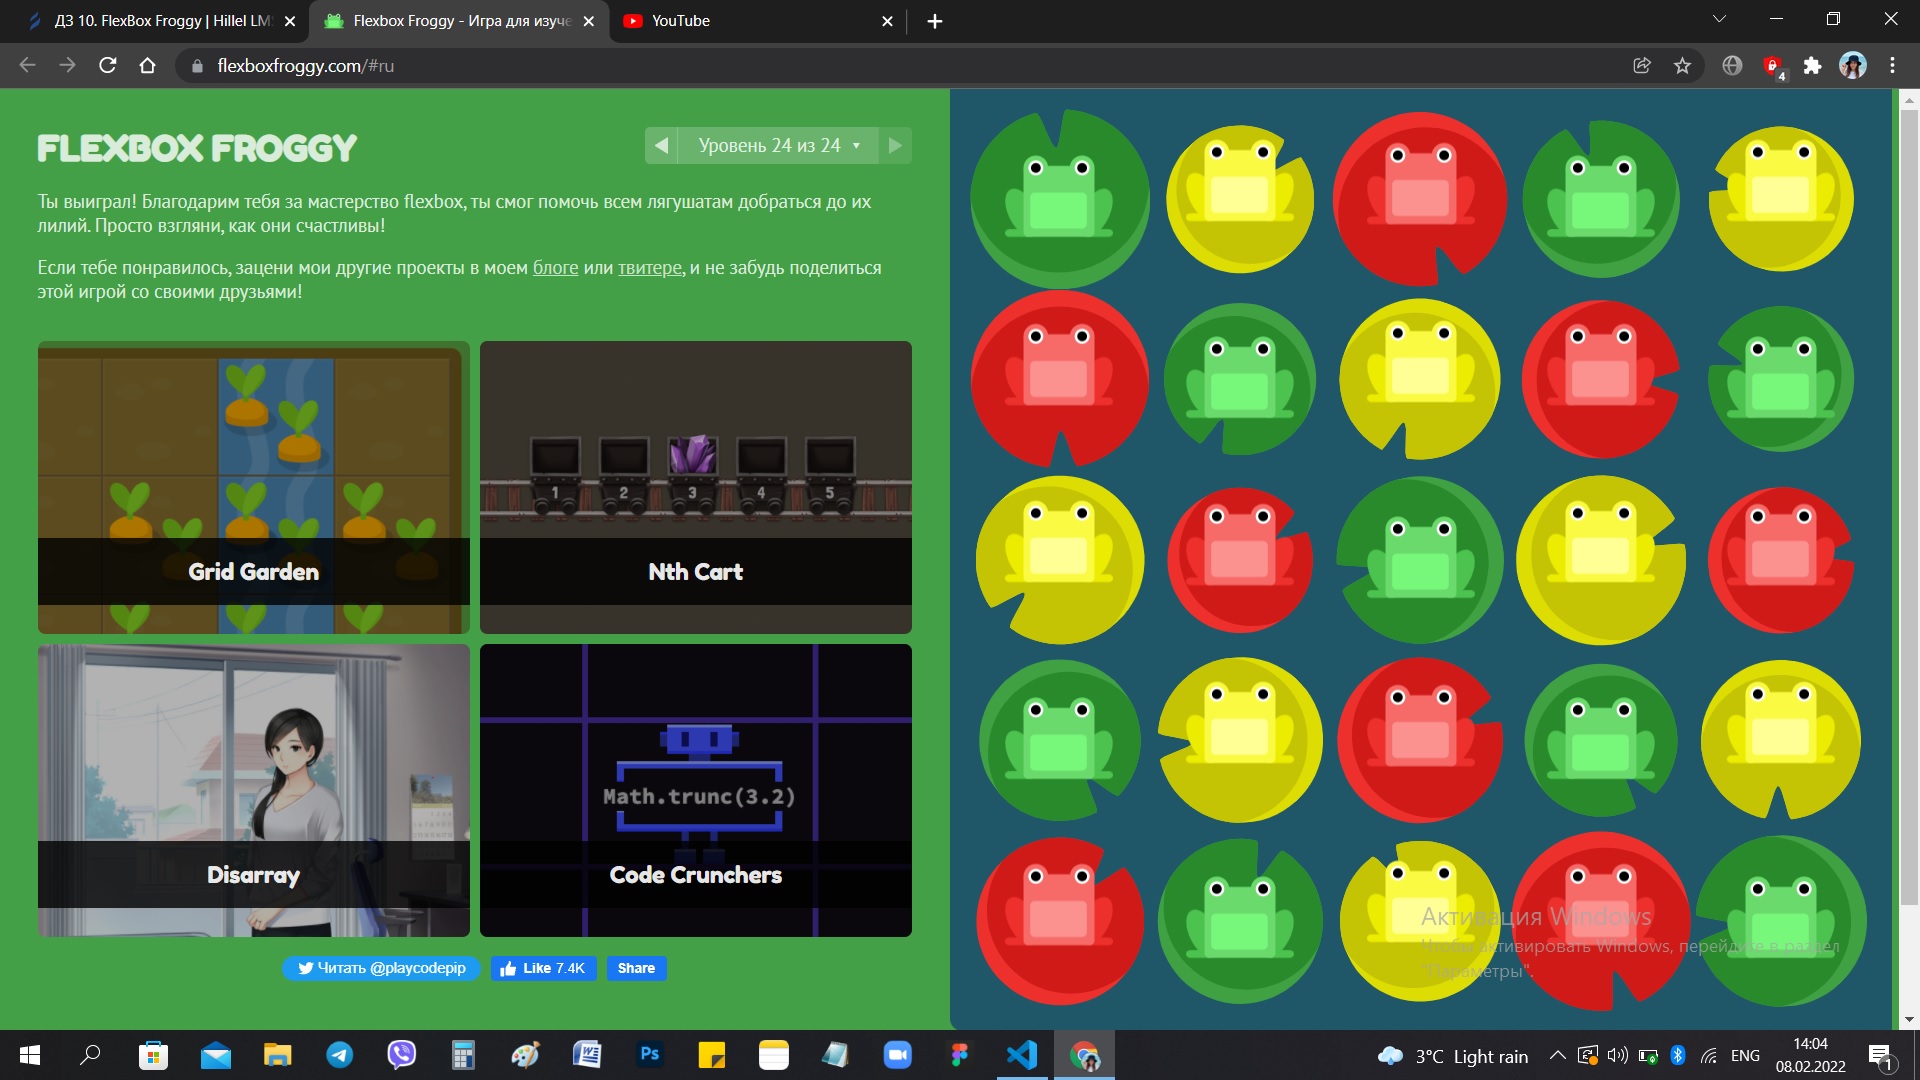 ДЗ 10. FlexBox Froggy | Hillel LM
Flexbox Froggy - Игра для изуче
YouTube
flexboxfroggy.com/#ru
4
FLEXBOX FROGGY
Уровень 24 из 24
Ты выиграл! Благодарим тебя за мастерство flexbox, ты смог помочь всем лягушатам добраться до их
лилий. Просто взгляни, как они счастливы!
Если тебе понравилось, зацени мои другие проекты в моем блоге или твитере, и не забудь поделиться
этой игрой со своими друзьями!
Grid Garden
1 2 3 4 5
Nth Cart
Disarray
Math.trunc(3.2)
Code Crunchers
Читать @playcodepip
Like 7.4K
Share
Активация Windows
Чтобы активировать Windows, перейдите в раздел
"Параметры".
W
Ps
3°C Light rain
ENG
14:04
08.02.2022
1